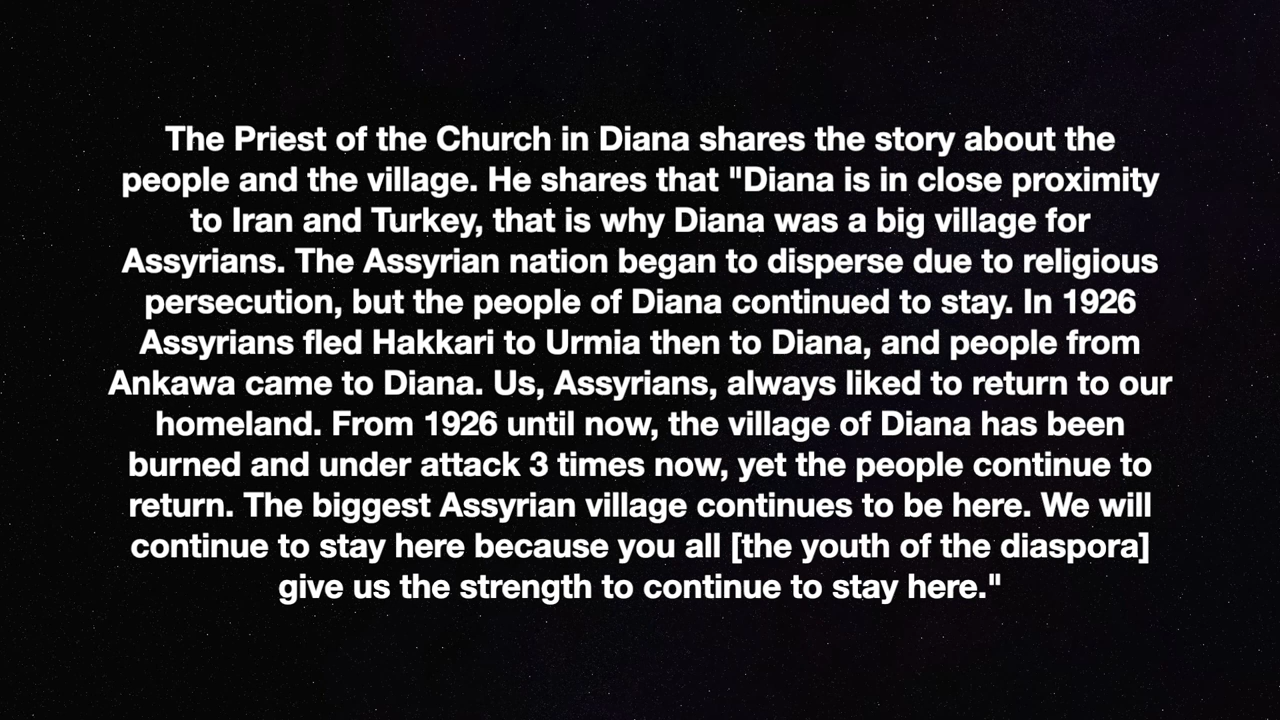 The Priest of the Church in Diana shares the story about the
people and the village. He shares that "Diana is in close proximity
to Iran and Turkey, that is why Diana was a big village for
Assyrians. The Assyrian nation began to disperse due to religious
persecution, but the people of Diana continued to stay. In 1926
Assyrians fled Hakkari to Urmia then to Diana, and people from
Ankawa came to Diana. Us, Assyrians, always liked to return to our
homeland. From 1926 until now, the village of Diana has been
burned and under attack 3 times now, yet the people continue to
return. The biggest Assyrian village continues to be here. We will
continue to stay here because you all [the youth of the diaspora]
give us the strength to continue to stay here."